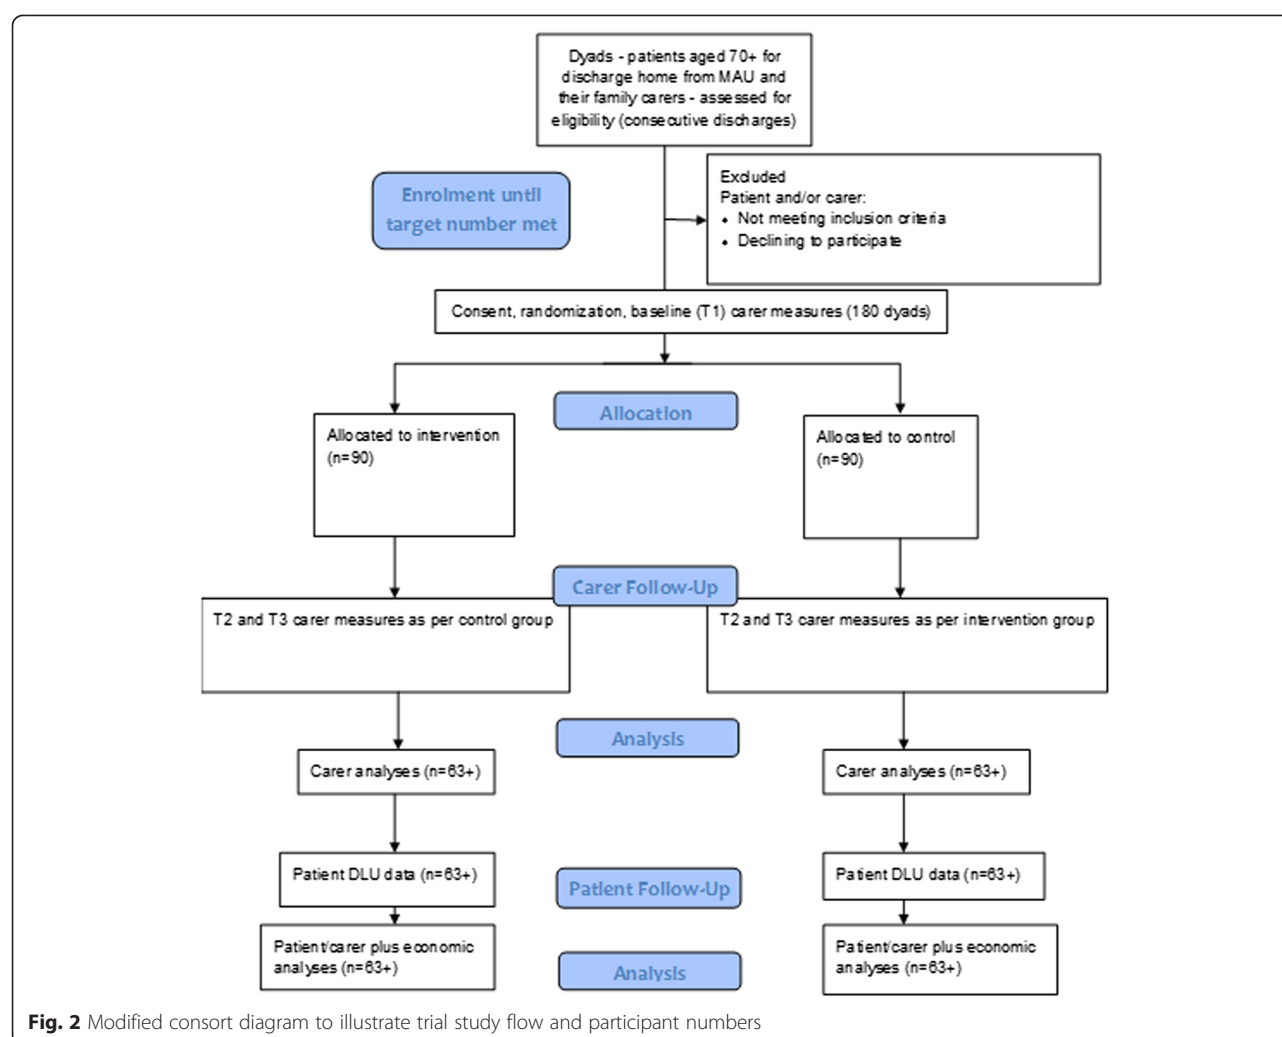 Dyads - patients aged 70+ for
discharge home from MAU and
their family carers - assessed for
eligibility (consecutive discharges)
Enrolment until
target number met
Excluded
Patient and/or carer:
• Not meeting inclusion criteria
• Declining to participate
Consent, randomization, baseline (T1) carer measures (180 dyads)
Allocation
Allocated to intervention
(n=90)
Allocated to control
(n=90)
Carer Follow-Up
T2 and T3 carer measures as per control group
T2 and T3 carer measures as per intervention group
Analysis
Carer analyses (n=63+)
Carer analyses (n=63+)
Patient DLU data (n=63+)
Patient DLU data (n=63+)
Patient Follow-Up
Patient/carer plus economic
analyses (n=63+)
Patient/carer plus economic
analyses (n=63+)
Analysis
Fig. 2 Modified consort diagram to illustrate trial study flow and participant numbers